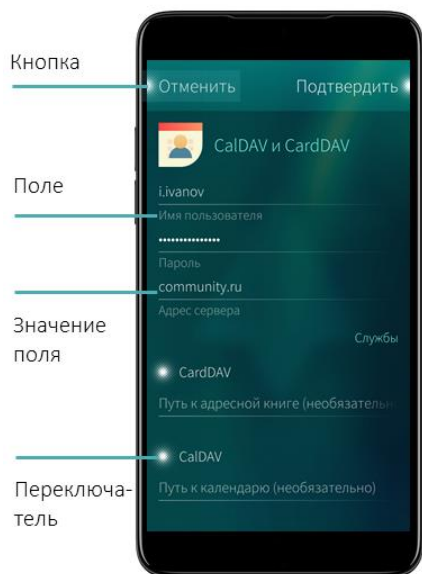 Кнопка
Отменить
Подтвердить
CalDAV и CardDAV
Поле
i.ivanov
Имя пользователя
Пароль
community.ru
Адрес сервера
Значение
поля
Службы
CardDAV
Путь к адресной книге (необязательн
CalDAV
Переключа-
тель
Путь к календарю (необязательно)